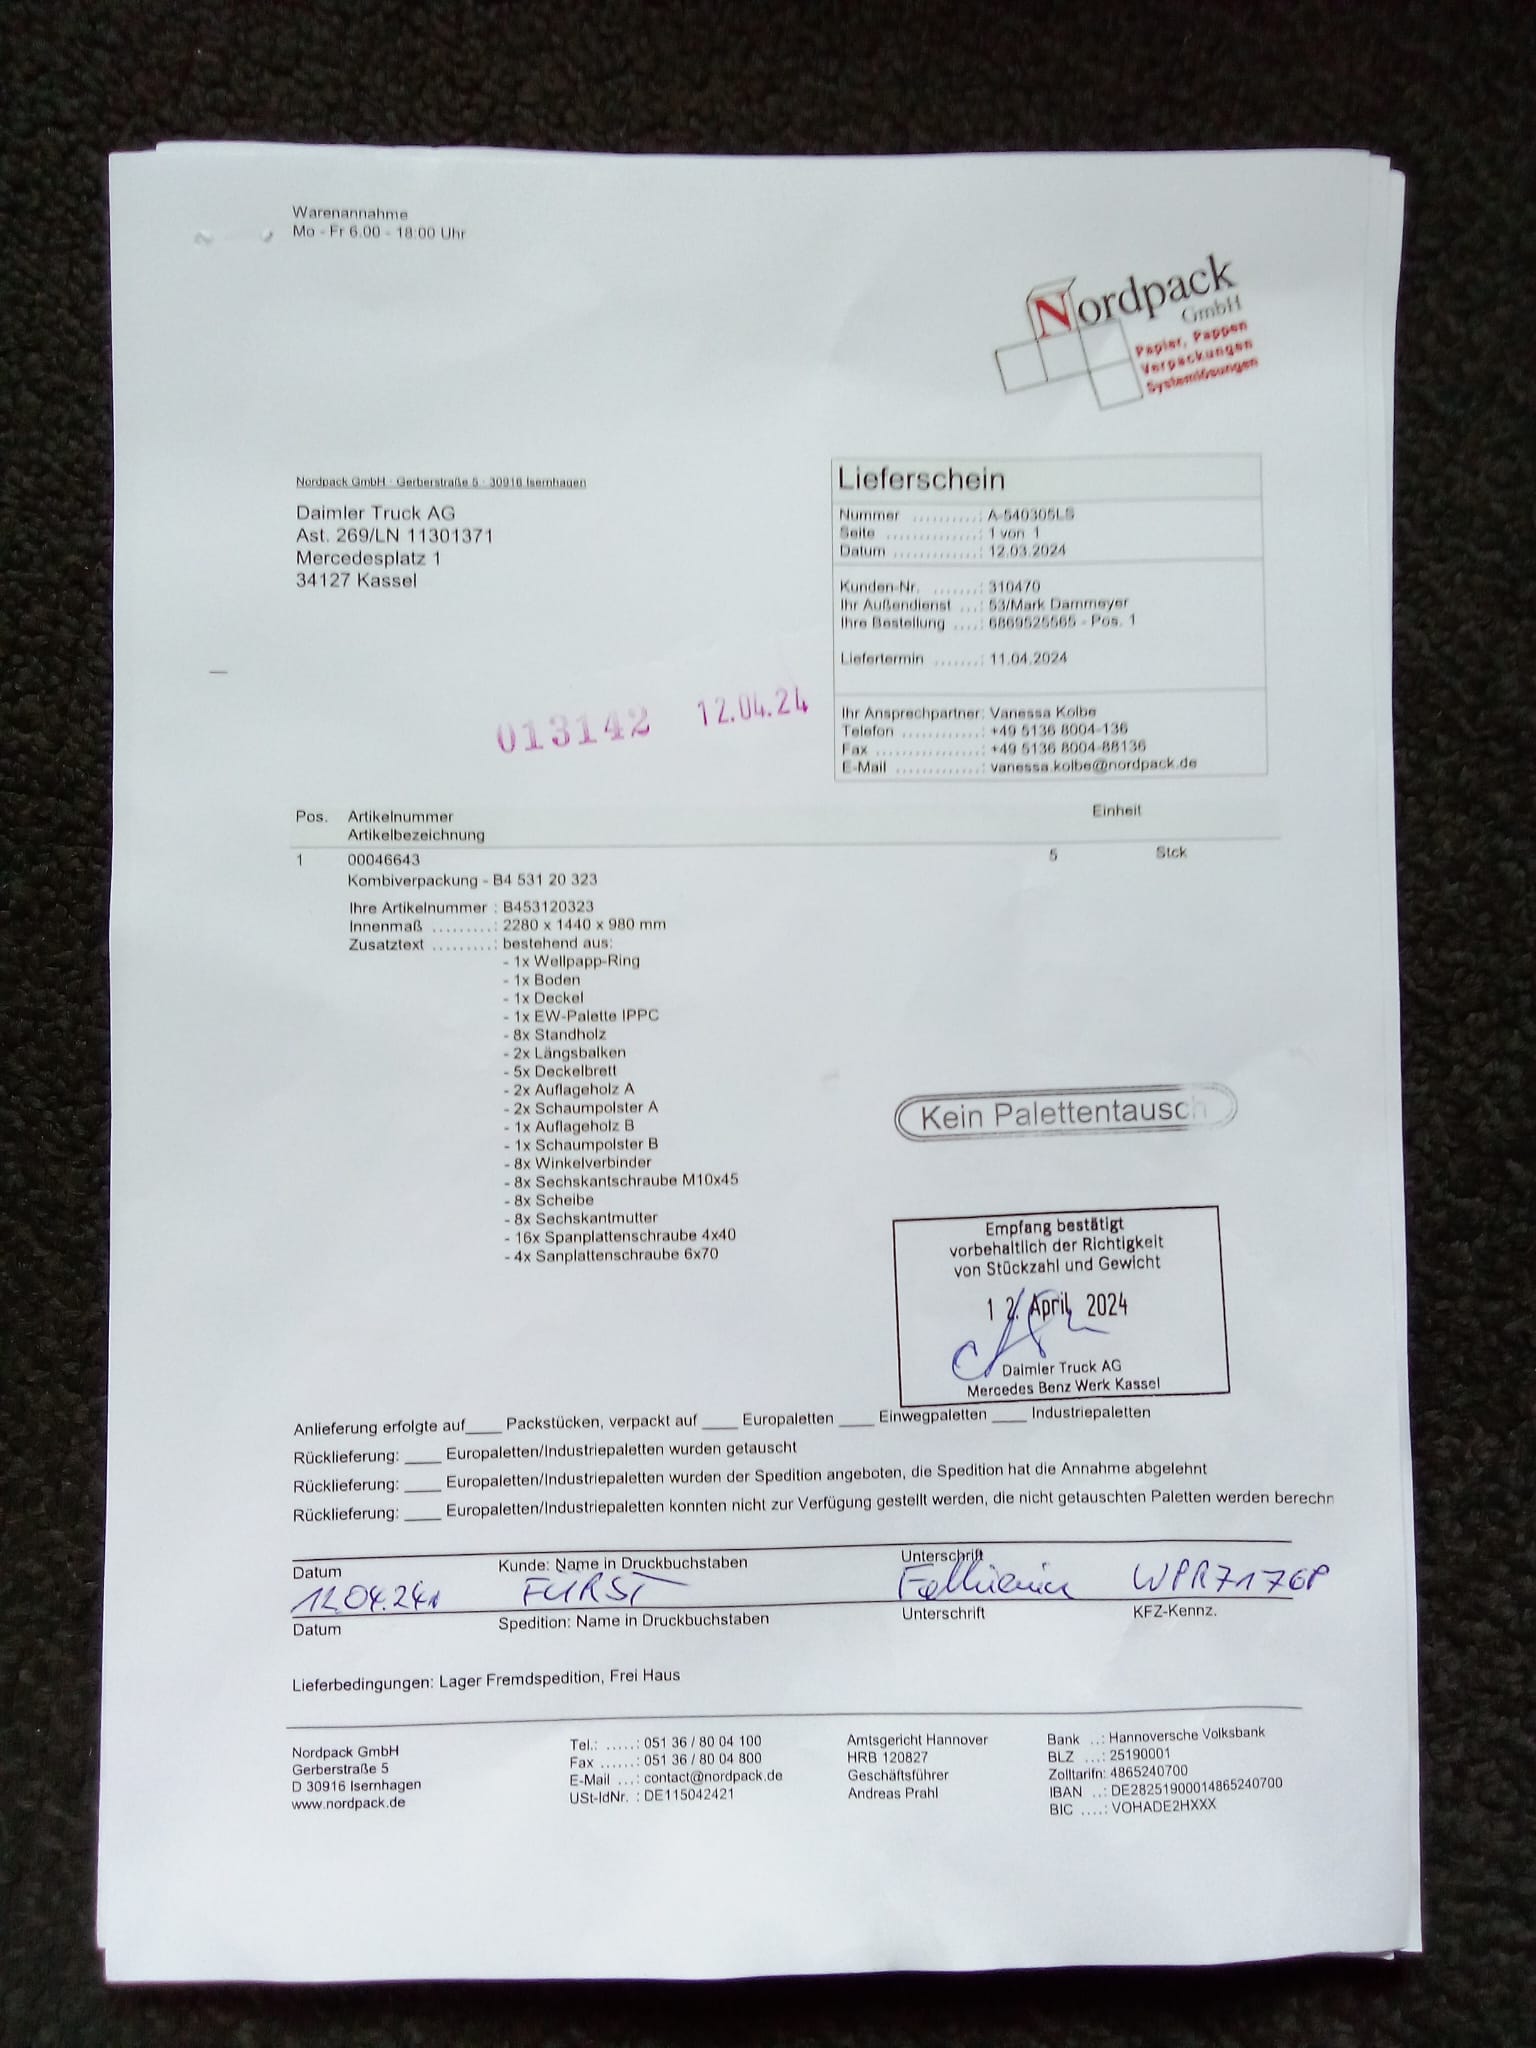 Warenannahme
Mo - Fr 6.00 - 18:00 Uhr
Nordpack
GmbH
Papier, Pappen
Verpackungen
Systemlösungen
Nordpack GmbH · Gerberstraße 5 · 30916 Isernhagen
Daimler Truck AG
Ast. 269/LN 11301371
Mercedesplatz 1
34127 Kassel
Lieferschein
Nummer ..........: A-540305LS
Seite ..............: 1 von 1
Datum .............: 12.03.2024
Kunden-Nr. .......: 310470
Ihr Außendienst ...: 53/Mark Dammeyer
Ihre Bestellung ....: 6869525565 - Pos. 1
Liefertermin .......: 11.04.2024
013142 12.04.24
Ihr Ansprechpartner: Vanessa Kolbe
Telefon ............: +49 5136 8004-136
Fax ................: +49 5136 8004-88136
E-Mail .............: vanessa.kolbe@nordpack.de
Pos. Artikelnummer Einheit
Artikelbezeichnung
1 00046643 5 Stck
Kombiverpackung - B4 531 20 323
Ihre Artikelnummer : B453120323
Innenmaß .........: 2280 x 1440 x 980 mm
Zusatztext .........: bestehend aus:
- 1x Wellpapp-Ring
- 1x Boden
- 1x Deckel
- 1x EW-Palette IPPC
- 8x Standholz
- 2x Längsbalken
- 5x Deckelbrett
- 2x Auflageholz A
- 2x Schaumpolster A
- 1x Auflageholz B
- 1x Schaumpolster B
- 8x Winkelverbinder
- 8x Sechskantschraube M10x45
- 8x Scheibe
- 8x Sechskantmutter
- 16x Spanplattenschraube 4x40
- 4x Sanplattenschraube 6x70
Kein Palettentausch
Empfang bestätigt
vorbehaltlich der Richtigkeit
von Stückzahl und Gewicht
12. April 2024
Daimler Truck AG
Mercedes Benz Werk Kassel
Anlieferung erfolgte auf____ Packstücken, verpackt auf ____ Europaletten ____ Einwegpaletten ____ Industriepaletten
Rücklieferung: ____ Europaletten/Industriepaletten wurden getauscht
Rücklieferung: ____ Europaletten/Industriepaletten wurden der Spedition angeboten, die Spedition hat die Annahme abgelehnt
Rücklieferung: ____ Europaletten/Industriepaletten konnten nicht zur Verfügung gestellt werden, die nicht getauschten Paletten werden berechn
Datum Kunde: Name in Druckbuchstaben Unterschrift
12.04.24 FÜRST WPR7176P
Datum Spedition: Name in Druckbuchstaben Unterschrift KFZ-Kennz.
Lieferbedingungen: Lager Fremdspedition, Frei Haus
Nordpack GmbH
Gerberstraße 5
D 30916 Isernhagen
www.nordpack.de
Tel.: .....: 051 36 / 80 04 100
Fax ......: 051 36 / 80 04 800
E-Mail ...: contact@nordpack.de
USt-IdNr. : DE115042421
Amtsgericht Hannover
HRB 120827
Geschäftsführer
Andreas Prahl
Bank ..: Hannoversche Volksbank
BLZ ...: 25190001
Zolltarifn: 4865240700
IBAN ..: DE28251900014865240700
BIC ....: VOHADE2HXXX